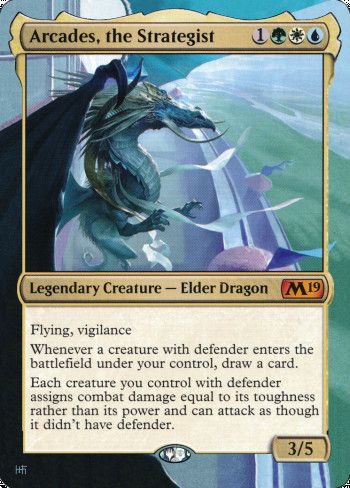 Arcades, the Strategist 1
Legendary Creature — Elder Dragon M19
Flying, vigilance
Whenever a creature with defender enters the
battlefield under your control, draw a card.
Each creature you control with defender
assigns combat damage equal to its toughness
rather than its power and can attack as though
it didn't have defender.
3/5